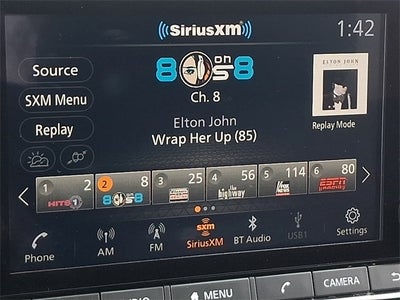 SiriusXM
1:42
Source
SXM Menu
Replay
80s on 8
Ch. 8
Elton John
Wrap Her Up (85)
ELTON JOHN
Replay Mode
1 2 HITS 1
2 8 80s on 8
3 25
4 56 the highway
5 114
6 80 ESPN
Phone
AM
FM
sxm
SiriusXM
BT Audio
USB1
Settings
MENU
CAMERA